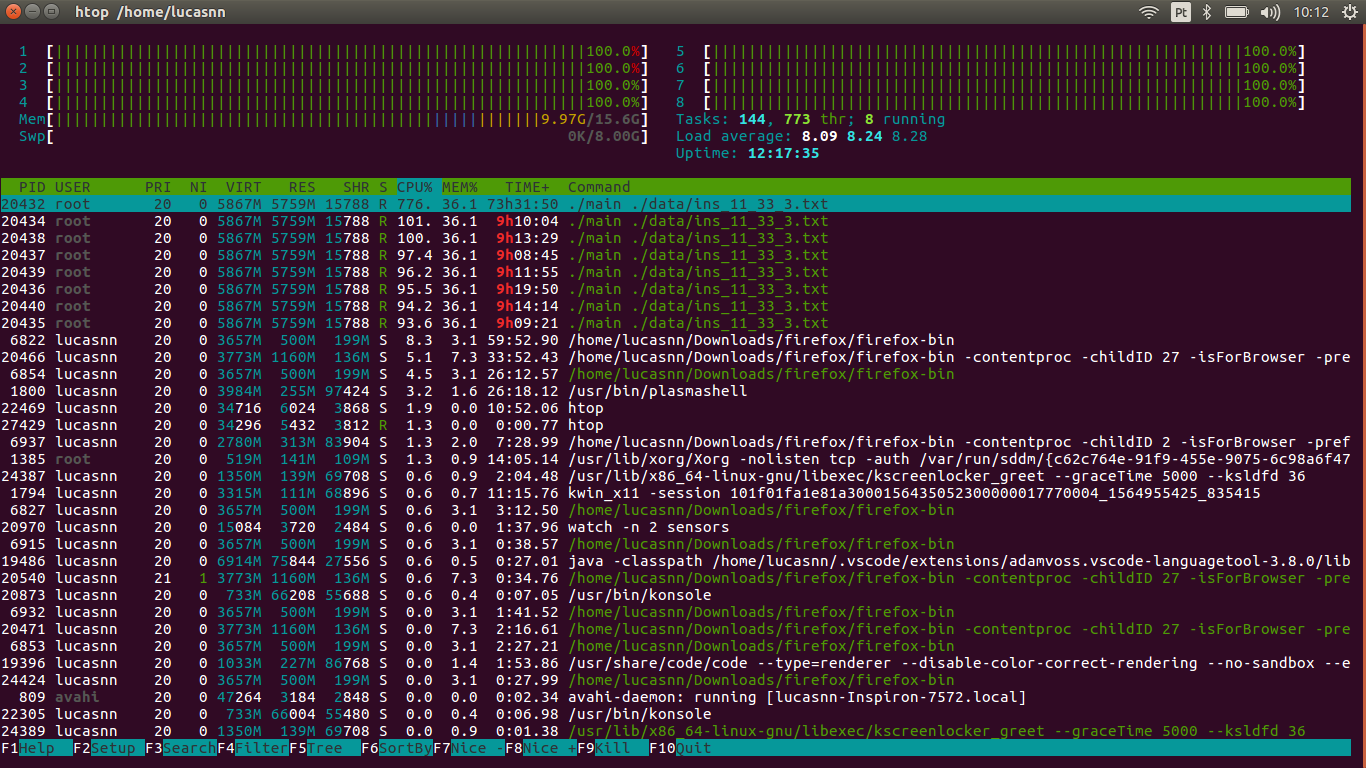 htop /home/lucasnn Pt 10:12
1 [100.0%] 5 [100.0%]
2 [100.0%] 6 [100.0%]
3 [100.0%] 7 [100.0%]
4 [100.0%] 8 [100.0%]
Mem[9.97G/15.6G] Tasks: 144, 773 thr; 8 running
Swp[0K/8.00G] Load average: 8.09 8.24 8.28
Uptime: 12:17:35
PID USER PRI NI VIRT RES SHR S CPU% MEM% TIME+ Command
20432 root 20 0 5867M 5759M 15788 R 776. 36.1 73h31:50 ./main ./data/ins_11_33_3.txt
20434 root 20 0 5867M 5759M 15788 R 101. 36.1 9h10:04 ./main ./data/ins_11_33_3.txt
20438 root 20 0 5867M 5759M 15788 R 100. 36.1 9h13:29 ./main ./data/ins_11_33_3.txt
20437 root 20 0 5867M 5759M 15788 R 97.4 36.1 9h08:45 ./main ./data/ins_11_33_3.txt
20439 root 20 0 5867M 5759M 15788 R 96.2 36.1 9h11:55 ./main ./data/ins_11_33_3.txt
20436 root 20 0 5867M 5759M 15788 R 95.5 36.1 9h19:50 ./main ./data/ins_11_33_3.txt
20440 root 20 0 5867M 5759M 15788 R 94.2 36.1 9h14:14 ./main ./data/ins_11_33_3.txt
20435 root 20 0 5867M 5759M 15788 R 93.6 36.1 9h09:21 ./main ./data/ins_11_33_3.txt
6822 lucasnn 20 0 3657M 500M 199M S 8.3 3.1 59:52.90 /home/lucasnn/Downloads/firefox/firefox-bin
20466 lucasnn 20 0 3773M 1160M 136M S 5.1 7.3 33:52.43 /home/lucasnn/Downloads/firefox/firefox-bin -contentproc -childID 27 -isForBrowser -pre
6854 lucasnn 20 0 3657M 500M 199M S 4.5 3.1 26:12.57 /home/lucasnn/Downloads/firefox/firefox-bin
1800 lucasnn 20 0 3984M 255M 97424 S 3.2 1.6 26:18.12 /usr/bin/plasmashell
22469 lucasnn 20 0 34716 6024 3868 S 1.9 0.0 10:52.06 htop
27429 lucasnn 20 0 34296 5432 3812 R 1.3 0.0 0:00.77 htop
6937 lucasnn 20 0 2780M 313M 83904 S 1.3 2.0 7:28.99 /home/lucasnn/Downloads/firefox/firefox-bin -contentproc -childID 2 -isForBrowser -pref
1385 root 20 0 519M 141M 109M S 1.3 0.9 14:05.14 /usr/lib/xorg/Xorg -nolisten tcp -auth /var/run/sddm/{c62c764e-91f9-455e-9075-6c98a6f47
24387 lucasnn 20 0 1350M 139M 69708 S 0.6 0.9 2:04.48 /usr/lib/x86_64-linux-gnu/libexec/kscreenlocker_greet --graceTime 5000 --ksldfd 36
1794 lucasnn 20 0 3315M 111M 68896 S 0.6 0.7 11:15.76 kwin_x11 -session 101f01fa1e81a3000156435052300000017770004_1564955425_835415
6827 lucasnn 20 0 3657M 500M 199M S 0.6 3.1 3:12.50 /home/lucasnn/Downloads/firefox/firefox-bin
20970 lucasnn 20 0 15084 3720 2484 S 0.6 0.0 1:37.96 watch -n 2 sensors
6915 lucasnn 20 0 3657M 500M 199M S 0.6 3.1 0:38.57 /home/lucasnn/Downloads/firefox/firefox-bin
19486 lucasnn 20 0 6914M 75844 27556 S 0.6 0.5 0:27.01 java -classpath /home/lucasnn/.vscode/extensions/adamvoss.vscode-languagetool-3.8.0/lib
20540 lucasnn 21 1 3773M 1160M 136M S 0.6 7.3 0:34.76 /home/lucasnn/Downloads/firefox/firefox-bin -contentproc -childID 27 -isForBrowser -pre
20873 lucasnn 20 0 733M 66208 55688 S 0.6 0.4 0:07.05 /usr/bin/konsole
6932 lucasnn 20 0 3657M 500M 199M S 0.0 3.1 1:41.52 /home/lucasnn/Downloads/firefox/firefox-bin
20471 lucasnn 20 0 3773M 1160M 136M S 0.0 7.3 2:16.61 /home/lucasnn/Downloads/firefox/firefox-bin -contentproc -childID 27 -isForBrowser -pre
6853 lucasnn 20 0 3657M 500M 199M S 0.0 3.1 2:27.21 /home/lucasnn/Downloads/firefox/firefox-bin
19396 lucasnn 20 0 1033M 227M 86768 S 0.0 1.4 1:53.86 /usr/share/code/code --type=renderer --disable-color-correct-rendering --no-sandbox --e
24424 lucasnn 20 0 3657M 500M 199M S 0.0 3.1 0:27.99 /home/lucasnn/Downloads/firefox/firefox-bin
809 avahi 20 0 47264 3184 2848 S 0.0 0.0 0:02.34 avahi-daemon: running [lucasnn-Inspiron-7572.local]
22305 lucasnn 20 0 733M 66004 55480 S 0.0 0.4 0:06.98 /usr/bin/konsole
24389 lucasnn 20 0 1350M 139M 69708 S 0.0 0.9 0:01.38 /usr/lib/x86_64-linux-gnu/libexec/kscreenlocker_greet --graceTime 5000 --ksldfd 36
F1Help F2Setup F3SearchF4FilterF5Tree F6SortByF7Nice -F8Nice +F9Kill F10Quit